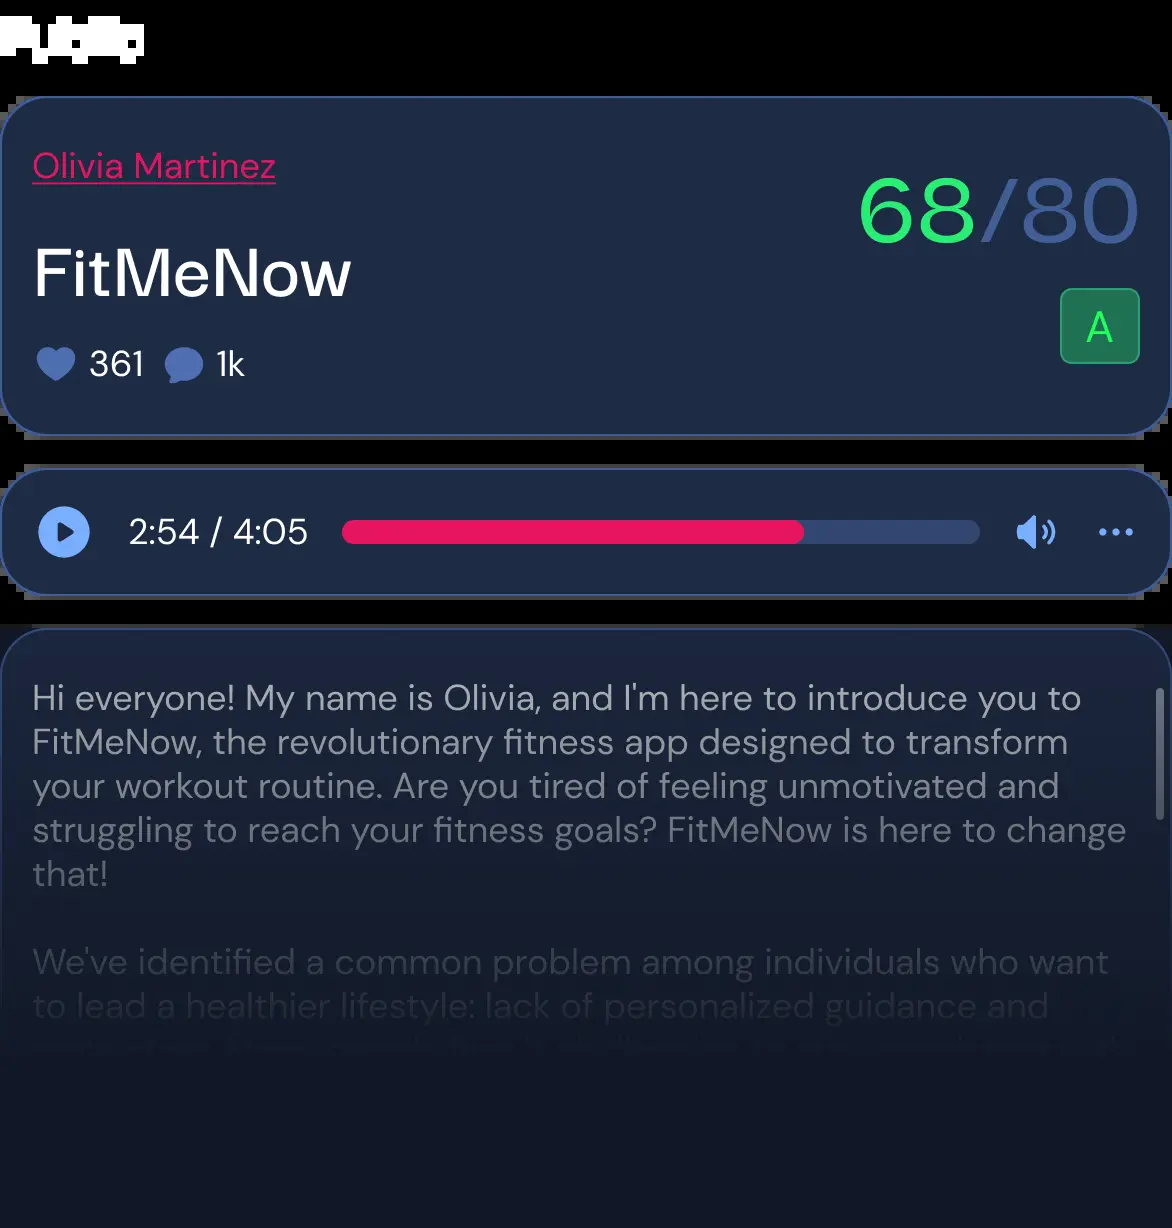 Olivia Martinez
68/80
FitMeNow
A
361 1k
2:54 / 4:05
Hi everyone! My name is Olivia, and I'm here to introduce you to
FitMeNow, the revolutionary fitness app designed to transform
your workout routine. Are you tired of feeling unmotivated and
struggling to reach your fitness goals? FitMeNow is here to change
that!
We've identified a common problem among individuals who want
to lead a healthier lifestyle: lack of personalized guidance and